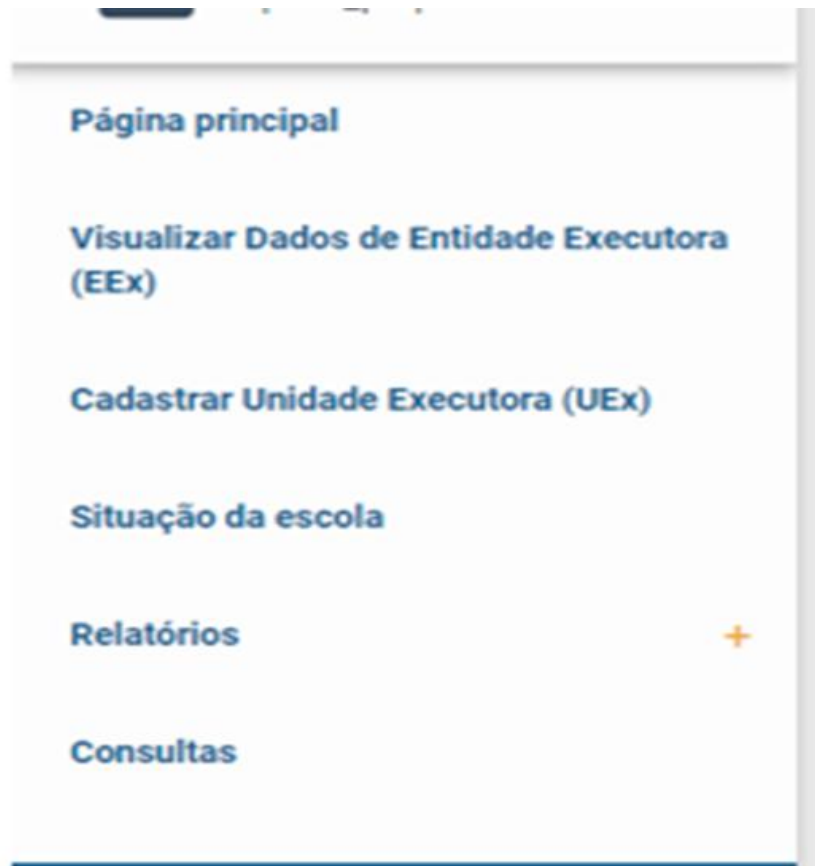 Página principal
Visualizar Dados de Entidade Executora
(EEx)
Cadastrar Unidade Executora (UEx)
Situação da escola
Relatórios +
Consultas